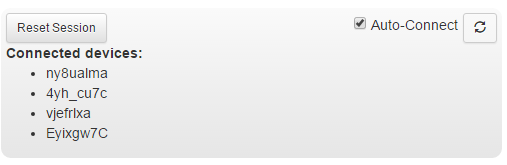 Reset Session
Auto-Connect
Connected devices:
ny8ualma
4yh_cu7c
vjefrlxa
Eyixgw7C